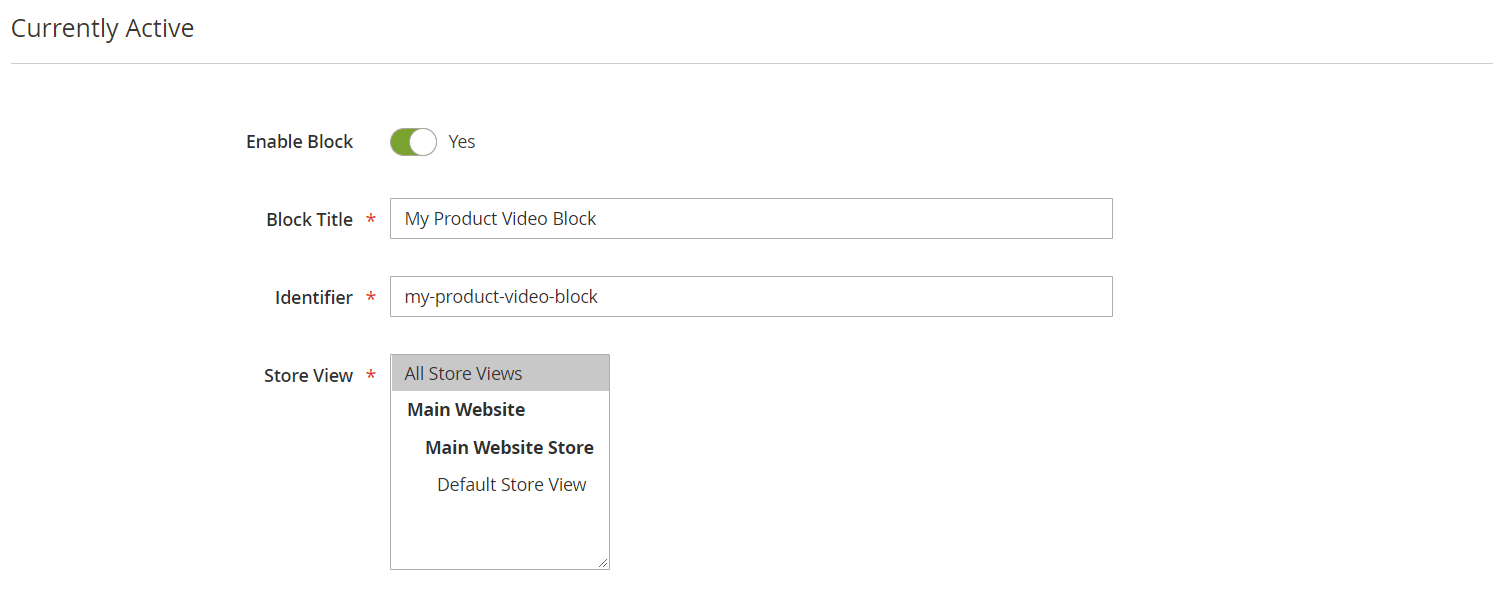 Currently Active
Enable Block Yes
Block Title * My Product Video Block
Identifier * my-product-video-block
Store View * All Store Views
Main Website
Main Website Store
Default Store View